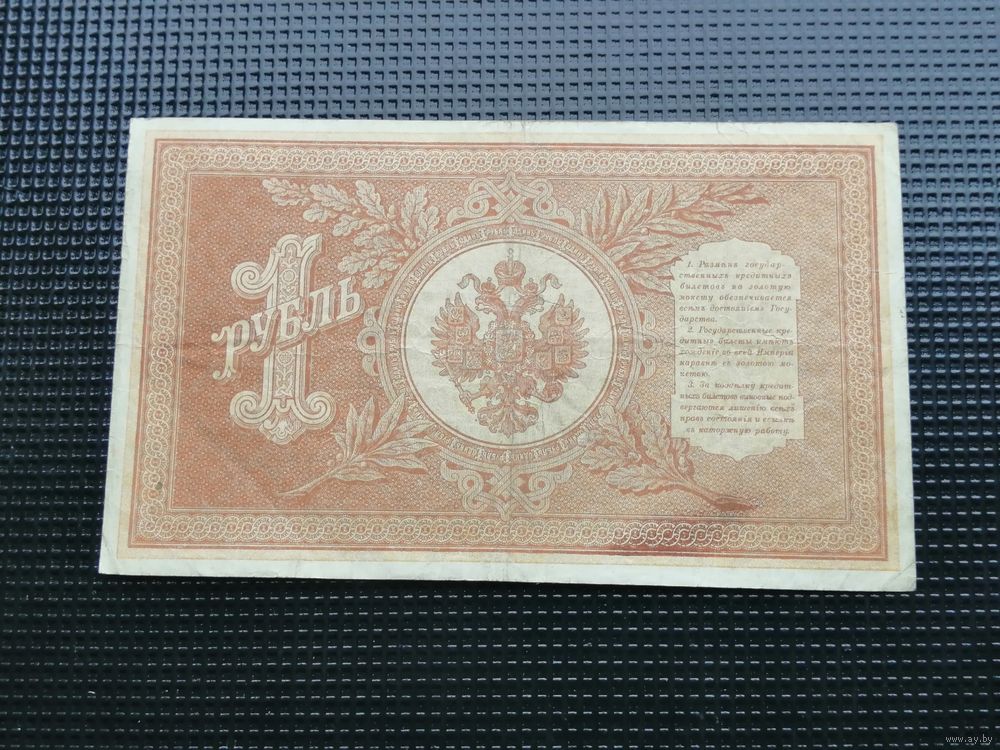 1
РУБЛЬ
1. Размѣнъ государ-
ственныхъ кредитныхъ
билетовъ на золотую
монету обезпечивается
всѣмъ достояніемъ Госу-
дарства.
2. Государственные кре-
дитные билеты имѣютъ
хожденіе во всей Имперіи
наравнѣ съ золотою мо-
нетою.
3. За поддѣлку кредит-
ныхъ билетовъ виновные под-
вергаются лишенію всѣхъ
правъ состоянія и ссылкѣ
въ каторжную работу.
www.ay.by